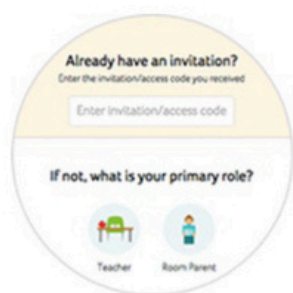 Already have an invitation?
Enter the invitation/access code you received
Enter invitation/access code
If not, what is your primary role?
Teacher Room Parent